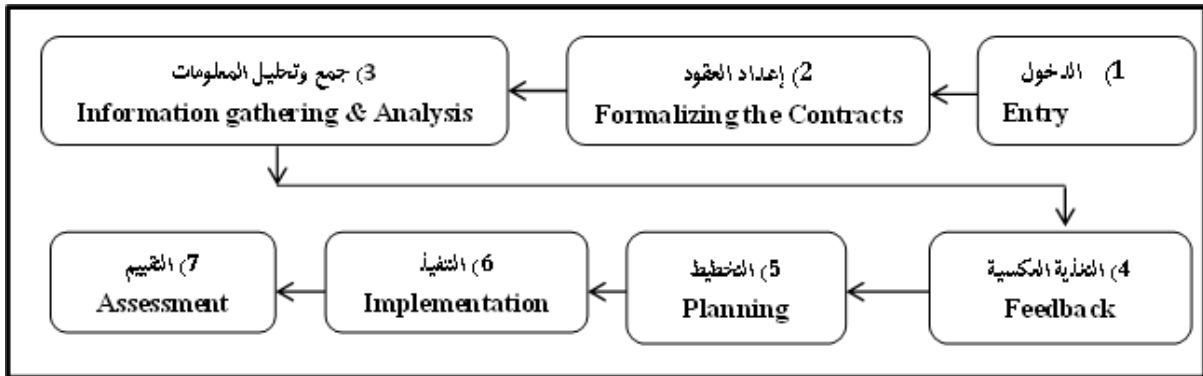 1) الدخول
Entry
2) إعداد العقود
Formalizing the Contracts
3) جمع وتحليل المعلومات
Information gathering & Analysis
4) التغذية العكسية
Feedback
5) التخطيط
Planning
6) التنفيذ
Implementation
7) التقييم
Assessment